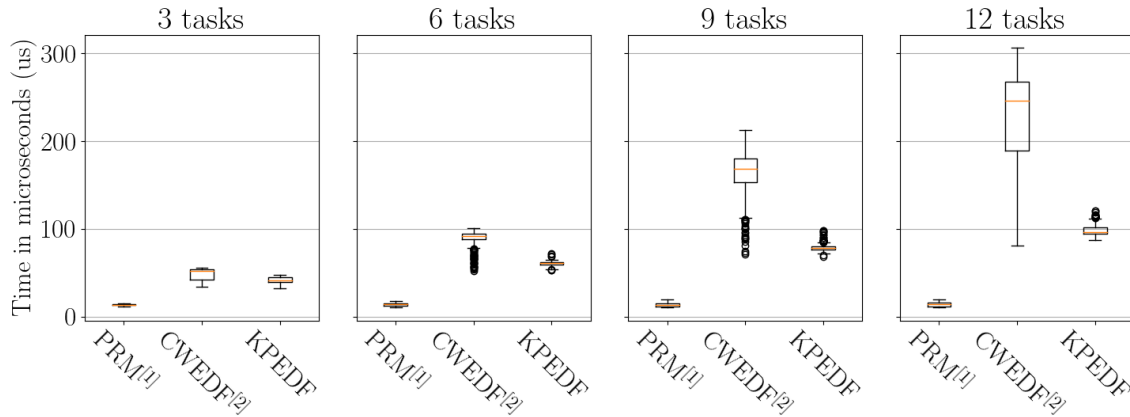 3 tasks
6 tasks
9 tasks
12 tasks
Time in microseconds (us)
300
200
100
0
PRM[1]
CWEDF[2]
KPEDF
PRM[1]
CWEDF[2]
KPEDF
PRM[1]
CWEDF[2]
KPEDF
PRM[1]
CWEDF[2]
KPEDF